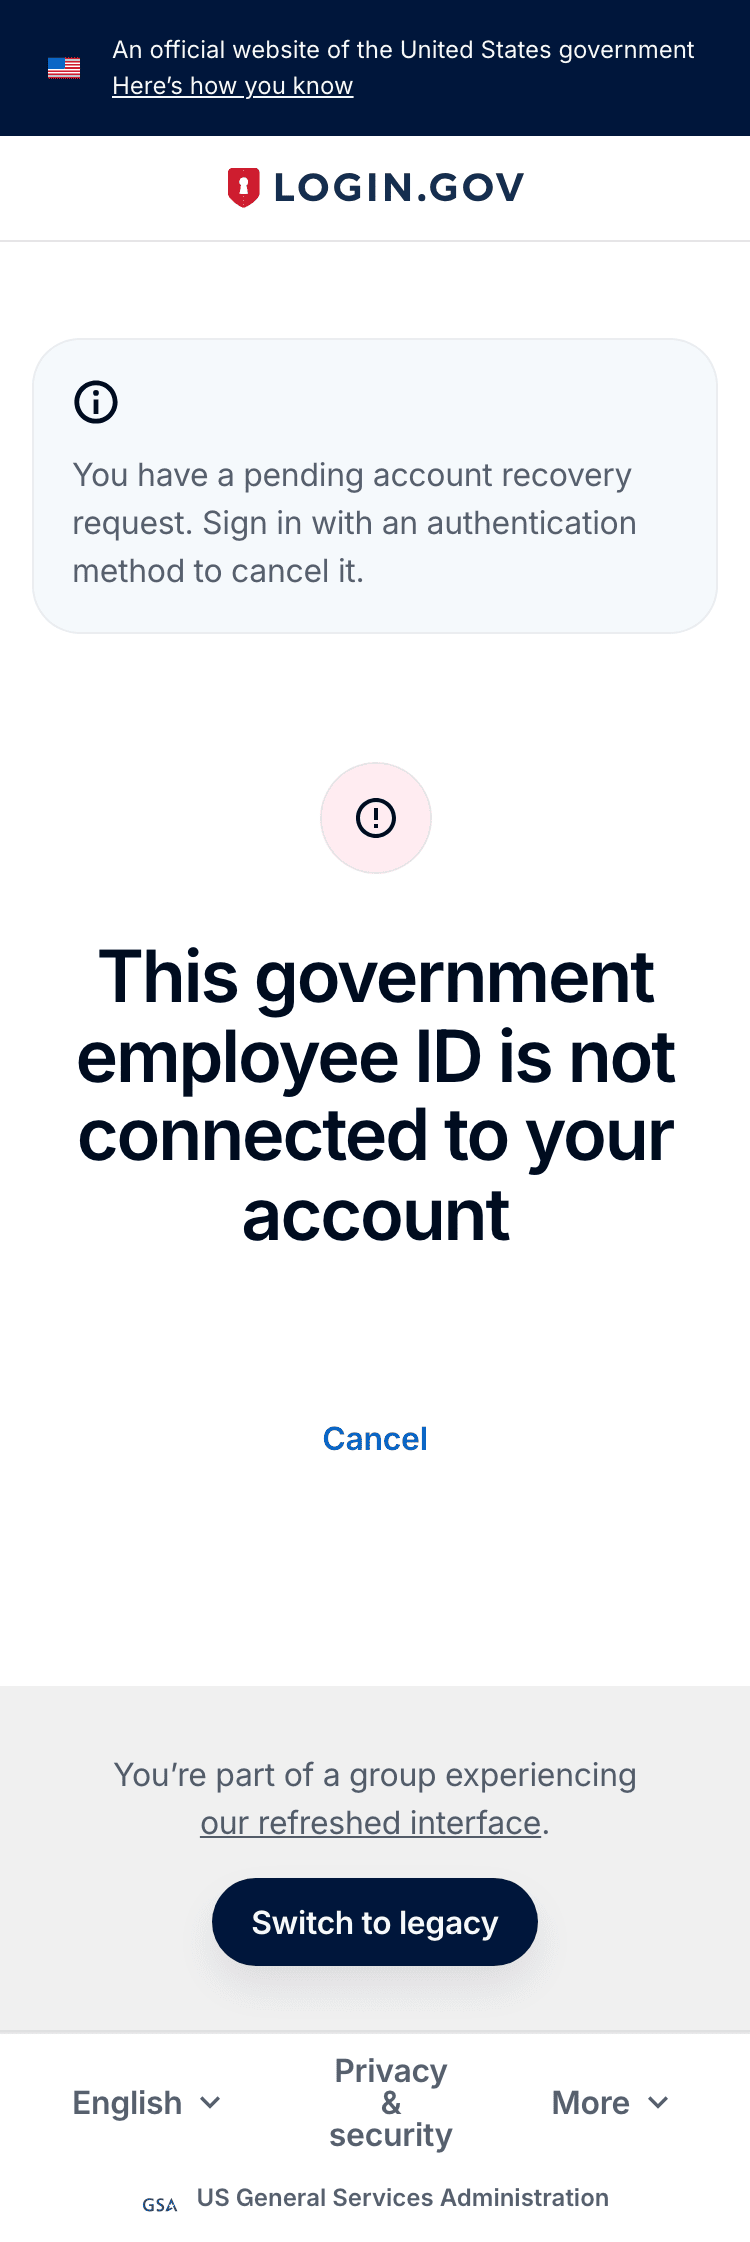 An official website of the United States government
Here’s how you know
LOGIN.GOV
You have a pending account recovery
request. Sign in with an authentication
method to cancel it.
This government
employee ID is not
connected to your
account
Cancel
You’re part of a group experiencing
our refreshed interface.
Switch to legacy
English
Privacy
&
security
More
GSA US General Services Administration